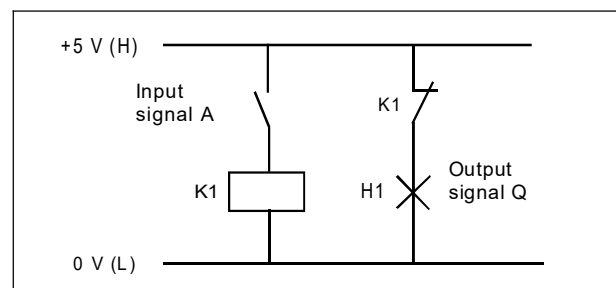 +5 V (H)
Input
signal A
K1
K1
H1
Output
signal Q
0 V (L)